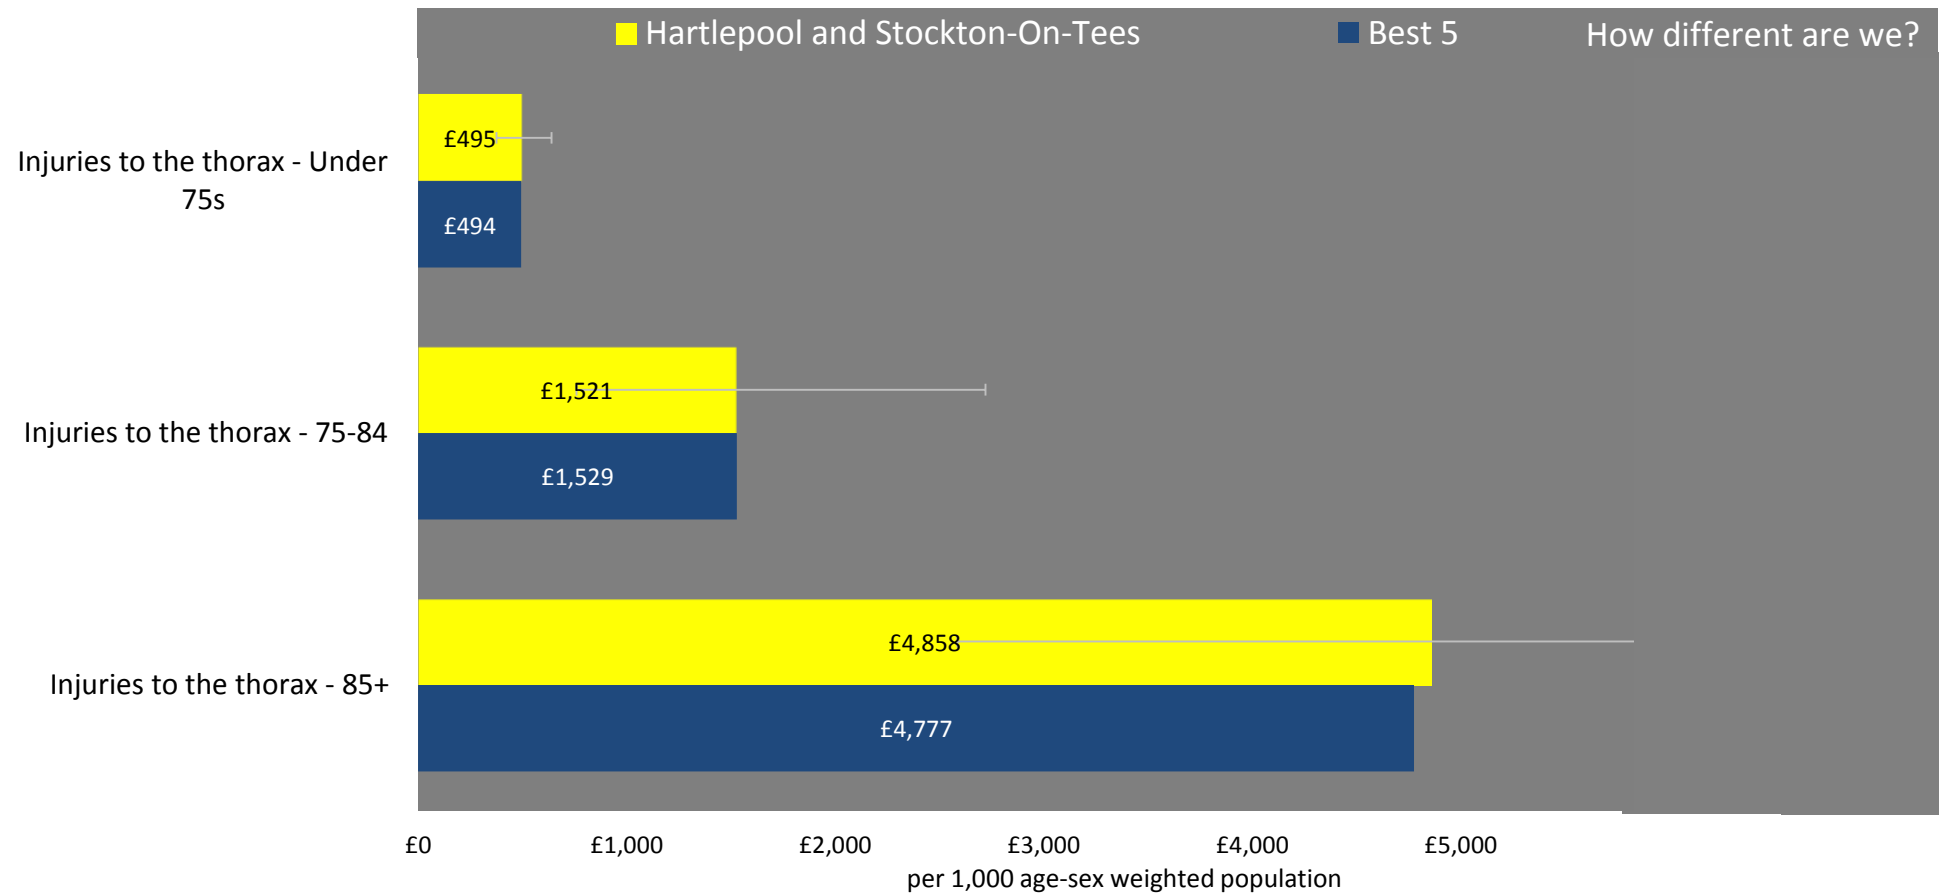 Hartlepool and Stockton-On-Tees Best 5 How different are we?
Injuries to the thorax - Under
75s
£495
£494
Injuries to the thorax - 75-84
£1,521
£1,529
Injuries to the thorax - 85+
£4,858
£4,777
£0 £1,000 £2,000 £3,000 £4,000 £5,000
per 1,000 age-sex weighted population